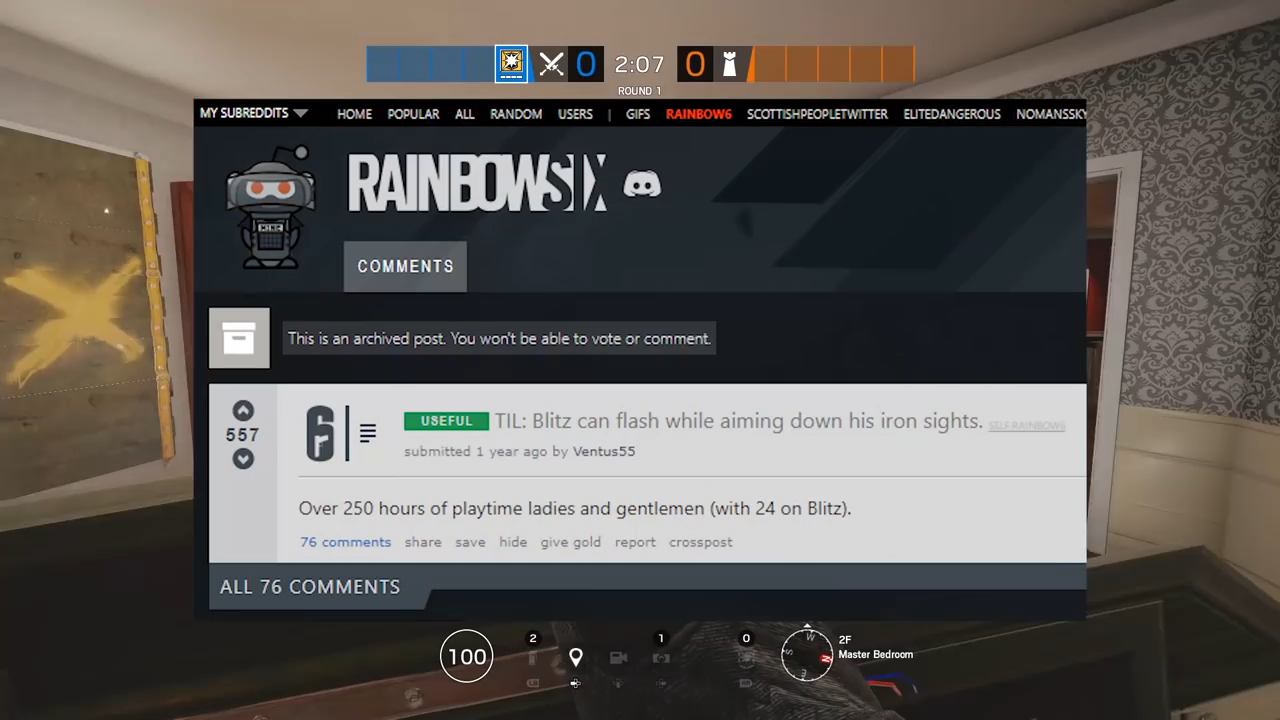 0 2:07 0
ROUND 1
MY SUBREDDITS HOME POPULAR ALL RANDOM USERS | GIFS RAINBOW6 SCOTTISHPEOPLETWITTER ELITEDANGEROUS NOMANSSKY
RAINBOWSIX
COMMENTS
This is an archived post. You won't be able to vote or comment.
557
USEFUL TIL: Blitz can flash while aiming down his iron sights. SELF.RAINBOW6
submitted 1 year ago by Ventus55
Over 250 hours of playtime ladies and gentlemen (with 24 on Blitz).
76 comments share save hide give gold report crosspost
ALL 76 COMMENTS
100 2 1 0
W S N E
2F
Master Bedroom